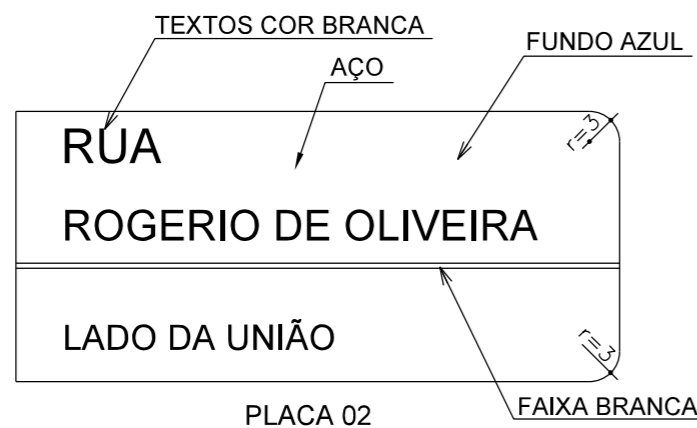 TEXTOS COR BRANCA
FUNDO AZUL
AÇO
r=3
RUA
ROGERIO DE OLIVEIRA
LADO DA UNIÃO
r=3
PLACA 02
FAIXA BRANCA